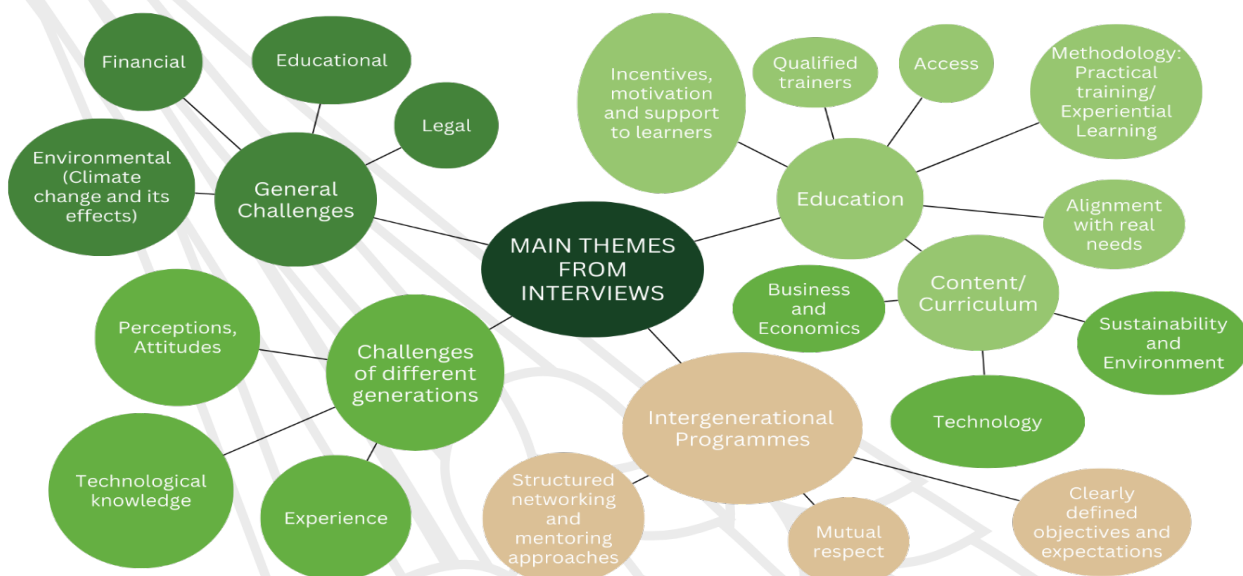 Financial
Educational
Legal
Environmental
(Climate
change and its
effects)
General
Challenges
Incentives,
motivation
and support
to learners
Qualified
trainers
Access
Methodology:
Practical
training/
Experiential
Learning
Education
Alignment
with real
needs
MAIN THEMES
FROM
INTERVIEWS
Content/
Curriculum
Business
and
Economics
Sustainability
and
Environment
Technology
Perceptions,
Attitudes
Challenges
of different
generations
Technological
knowledge
Experience
Intergenerational
Programmes
Structured
networking
and
mentoring
approaches
Mutual
respect
Clearly
defined
objectives and
expectations